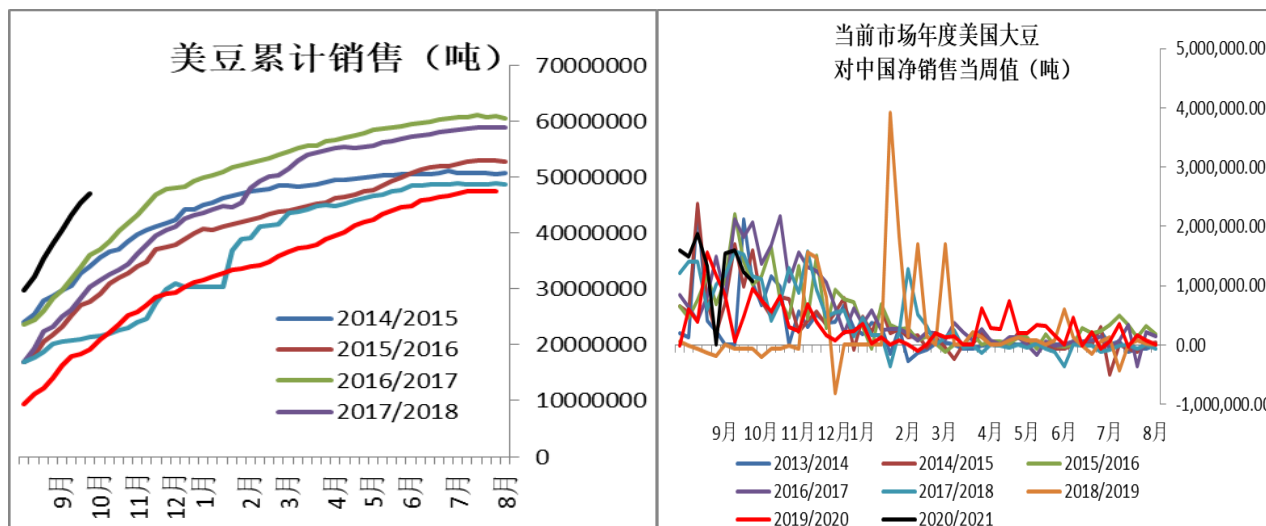 美豆累计销售（吨）
70000000
60000000
50000000
40000000
30000000
20000000
10000000
0
2014/2015
2015/2016
2016/2017
2017/2018
9月
10月
11月
12月
1月
2月
3月
4月
5月
6月
7月
8月
当前市场年度美国大豆
对中国净销售当周值（吨）
5,000,000.00
4,000,000.00
3,000,000.00
2,000,000.00
1,000,000.00
0.00
-1,000,000.00
9月 10月 11月 12月 1月 2月 3月 4月 5月 6月 7月 8月
2013/2014 2014/2015 2015/2016
2016/2017 2017/2018 2018/2019
2019/2020 2020/2021